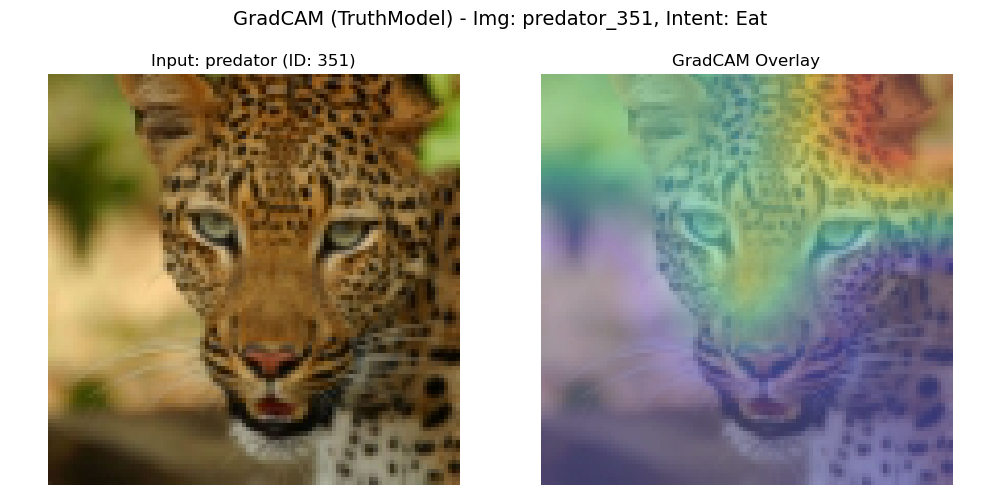 GradCAM (TruthModel) - Img: predator_351, Intent: Eat
Input: predator (ID: 351)
GradCAM Overlay